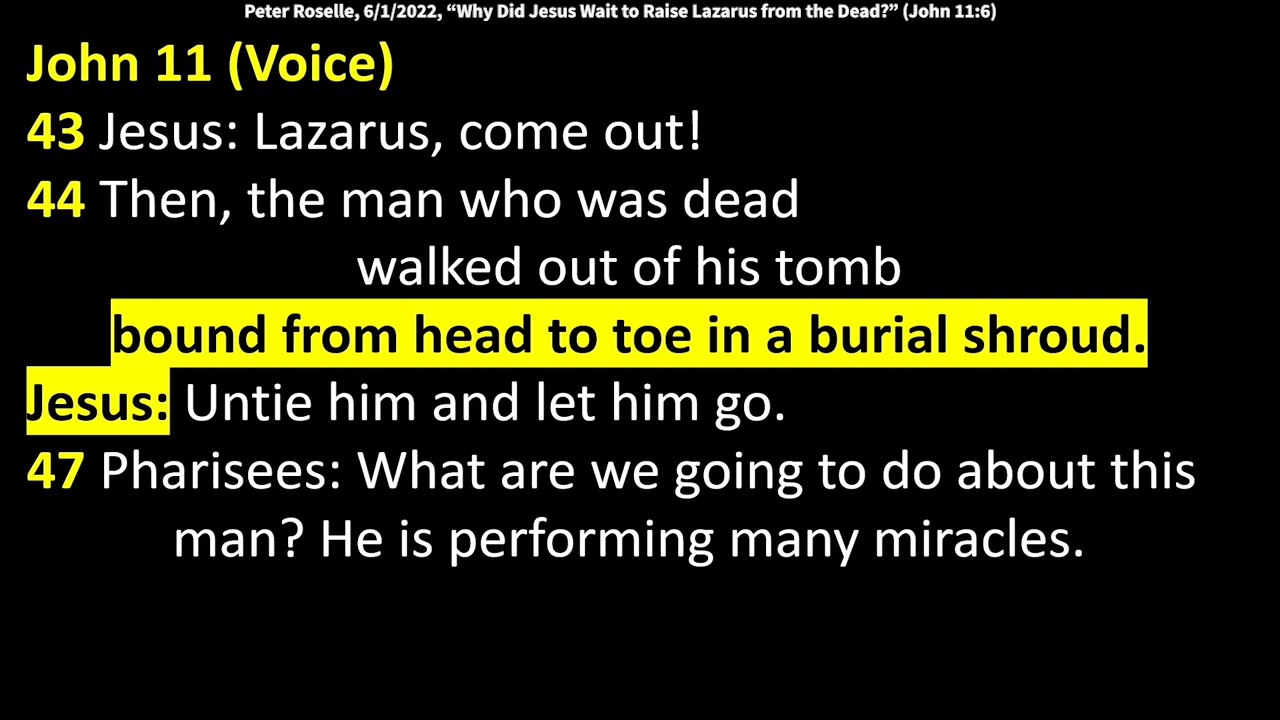 Peter Roselle, 6/1/2022, “Why Did Jesus Wait to Raise Lazarus from the Dead?” (John 11:6)
John 11 (Voice)
43 Jesus: Lazarus, come out!
44 Then, the man who was dead
walked out of his tomb
bound from head to toe in a burial shroud.
Jesus: Untie him and let him go.
47 Pharisees: What are we going to do about this
man? He is performing many miracles.